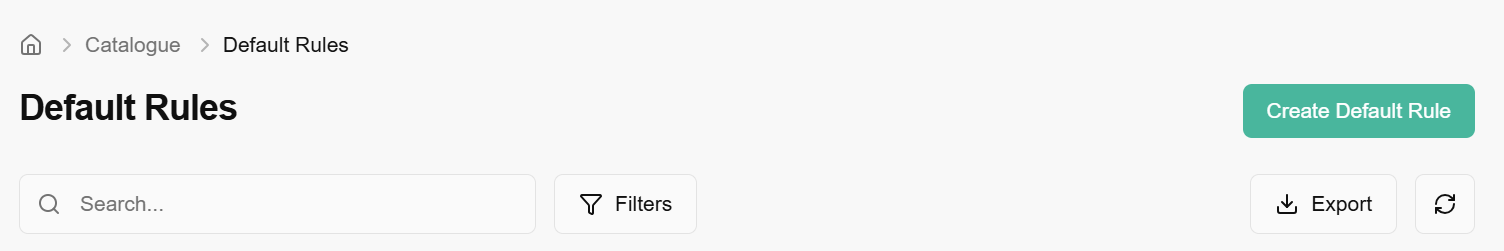 Catalogue Default Rules
Default Rules
Create Default Rule
Search...
Filters
Export